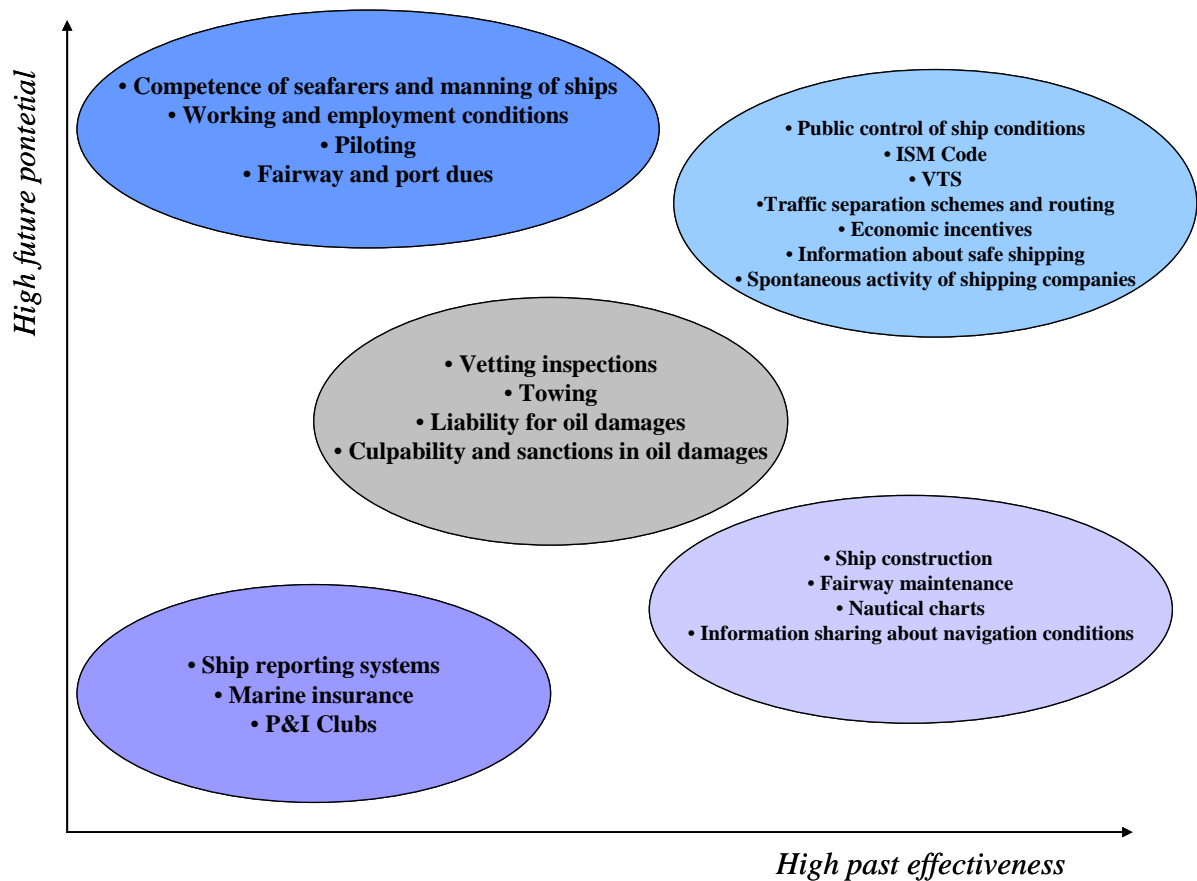 High future pontetial
• Competence of seafarers and manning of ships
• Working and employment conditions
• Piloting
• Fairway and port dues
• Public control of ship conditions
• ISM Code
• VTS
•Traffic separation schemes and routing
• Economic incentives
• Information about safe shipping
• Spontaneous activity of shipping companies
• Vetting inspections
• Towing
• Liability for oil damages
• Culpability and sanctions in oil damages
• Ship construction
• Fairway maintenance
• Nautical charts
• Information sharing about navigation conditions
• Ship reporting systems
• Marine insurance
• P&I Clubs
High past effectiveness